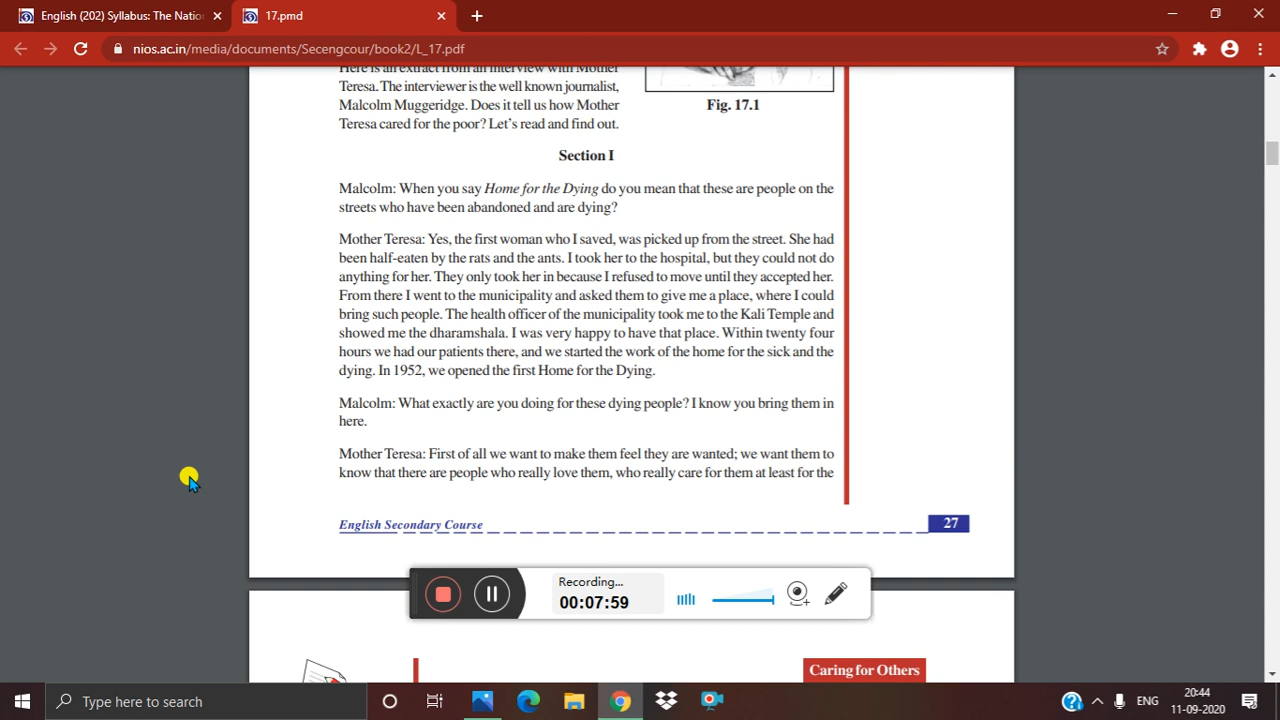 English (202) Syllabus: The Natio
17.pmd
nios.ac.in/media/documents/Secengcour/book2/L_17.pdf
Here is an extract from an interview with Mother
Teresa. The interviewer is the well known journalist,
Malcolm Muggeridge. Does it tell us how Mother
Teresa cared for the poor? Let's read and find out.
Fig. 17.1
Section I
Malcolm: When you say Home for the Dying do you mean that these are people on the
streets who have been abandoned and are dying?
Mother Teresa: Yes, the first woman who I saved, was picked up from the street. She had
been half-eaten by the rats and the ants. I took her to the hospital, but they could not do
anything for her. They only took her in because I refused to move until they accepted her.
From there I went to the municipality and asked them to give me a place, where I could
bring such people. The health officer of the municipality took me to the Kali Temple and
showed me the dharamshala. I was very happy to have that place. Within twenty four
hours we had our patients there, and we started the work of the home for the sick and the
dying. In 1952, we opened the first Home for the Dying.
Malcolm: What exactly are you doing for these dying people? I know you bring them in
here.
Mother Teresa: First of all we want to make them feel they are wanted; we want them to
know that there are people who really love them, who really care for them at least for the
English Secondary Course
27
Recording...
00:07:59
Caring for Others
Type here to search
ENG
20:44
11-09-2020